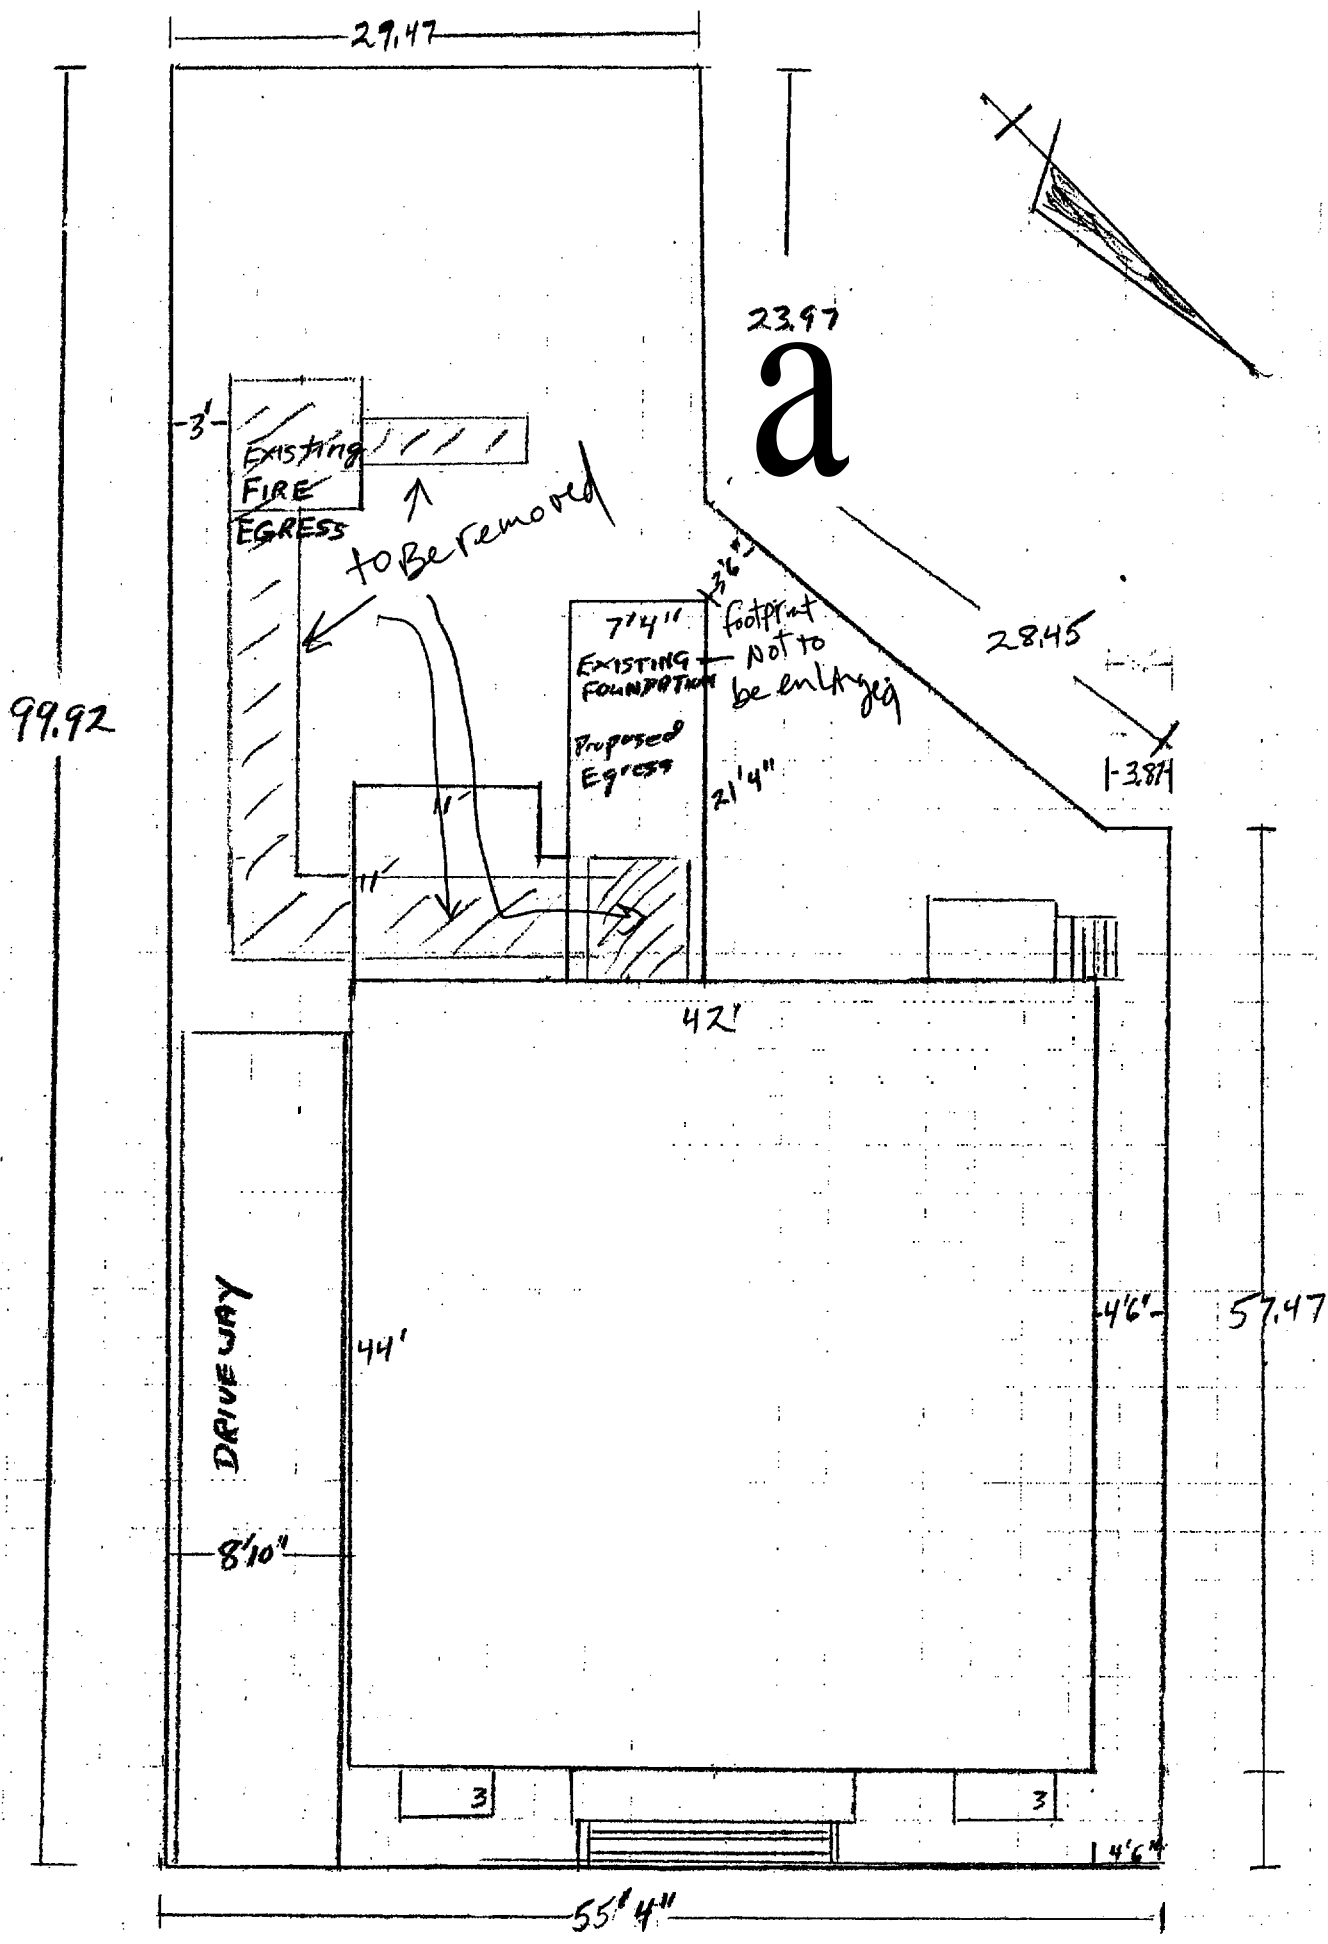 29.47
23.97
a
3'
Existing
FIRE
EGRESS
to Be removed
3'6"
7'4"
EXISTING
FOUNDATION
footprint
Not to
be enlarged
28.45
99.92
Proposed
Egress
21'4"
3.87
11'
11'
42'
DRIVEWAY
44'
4'6"
57.47
8'10"
3
3
4'6"
55'4"